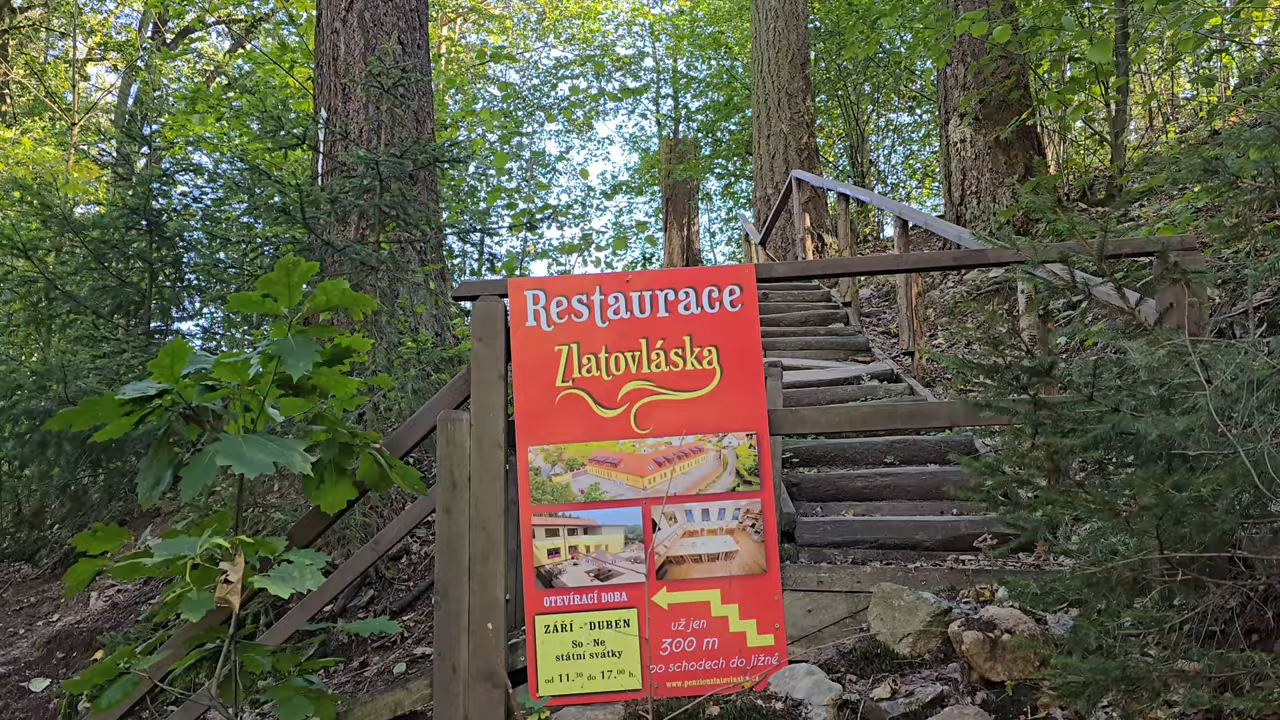 Restaurace
Zlatovláska
OTEVÍRACÍ DOBA
ZÁŘÍ - DUBEN
So - Ne
státní svátky
od 11.30 do 17.00 h.
už jen
300 m
po schodech do Jižné
www.penzionzlatovlaska.cz